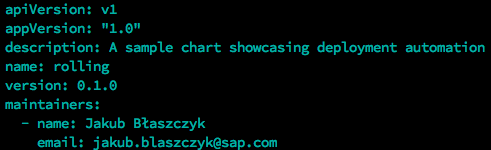 apiVersion: v1
appVersion: "1.0"
description: A sample chart showcasing deployment automation
name: rolling
version: 0.1.0
maintainers:
  - name: Jakub Błaszczyk
    email: jakub.blaszczyk@sap.com